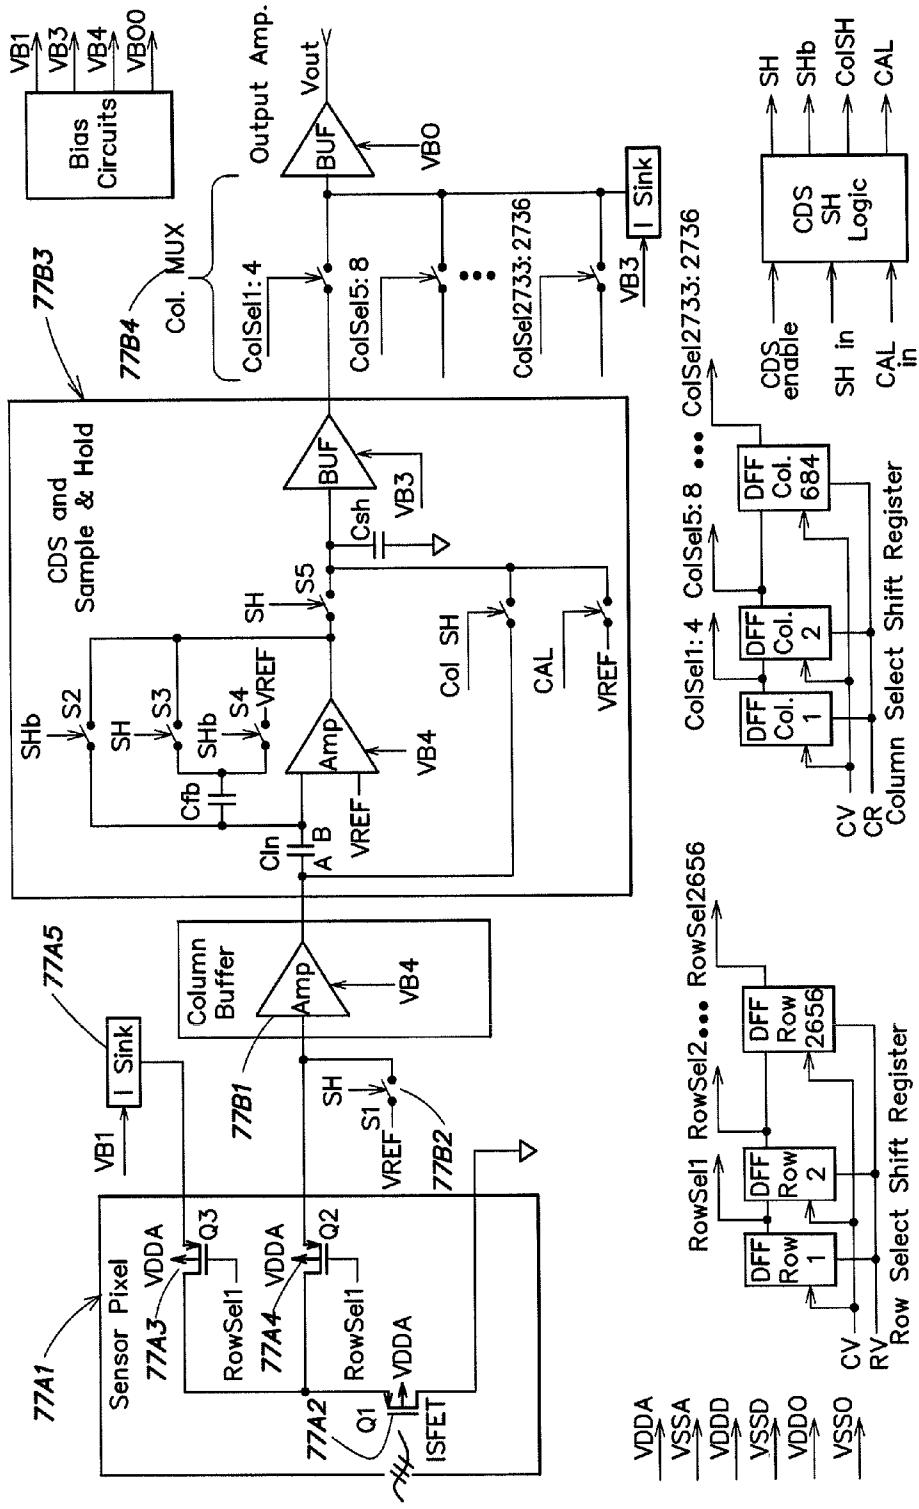 77A1
Sensor Pixel
77A3
VDDA
Q3
RowSel1
77A4
VDDA
Q2
RowSel1
77A2
Q1
VDDA
ISFET
VB1
I Sink
77A5
77B1
Column
Buffer
Amp
VB4
SH
S1
VREF
77B2
77B3
CDS and
Sample & Hold
SHb
S2
SH
S3
SHb
S4
VREF
Cfb
CIn
A
B
Amp
VREF
VB4
SH
S5
Csh
BUF
VB3
Col SH
CAL
VREF
77B4
Col. MUX
ColSel1:4
ColSel5:8
ColSel2733:2736
VB3
I Sink
Output Amp.
BUF
Vout
VBO
Bias
Circuits
VB1
VB3
VB4
VBOO
VDDA
VSSA
VDDD
VSSD
VDDO
VSSO
RowSel1
RowSel2
RowSel2656
DFF
Row
1
DFF
Row
2
DFF
Row
2656
CV
RV
Row Select Shift Register
ColSel1:4
ColSel5:8
ColSel2733:2736
DFF
Col.
1
DFF
Col.
2
DFF
Col.
684
CV
CR
Column Select Shift Register
CDS
enable
SH in
CAL
in
CDS
SH
Logic
SH
SHb
ColSH
CAL